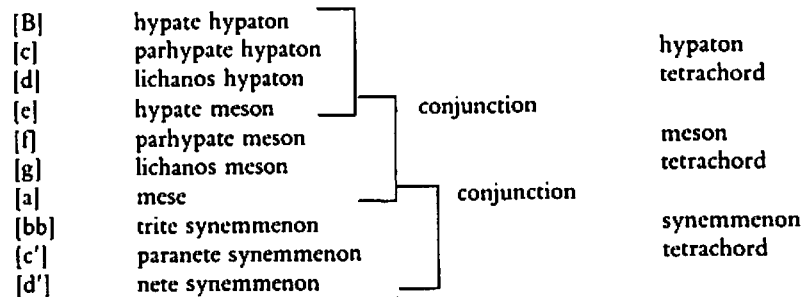 [B] hypate hypaton
[c] parhypate hypaton hypaton
[d] lichanos hypaton tetrachord
[e] hypate meson conjunction
[f] parhypate meson meson
[g] lichanos meson tetrachord
[a] mese conjunction
[bb] trite synemmenon synemmenon
[c'] paranete synemmenon tetrachord
[d'] nete synemmenon